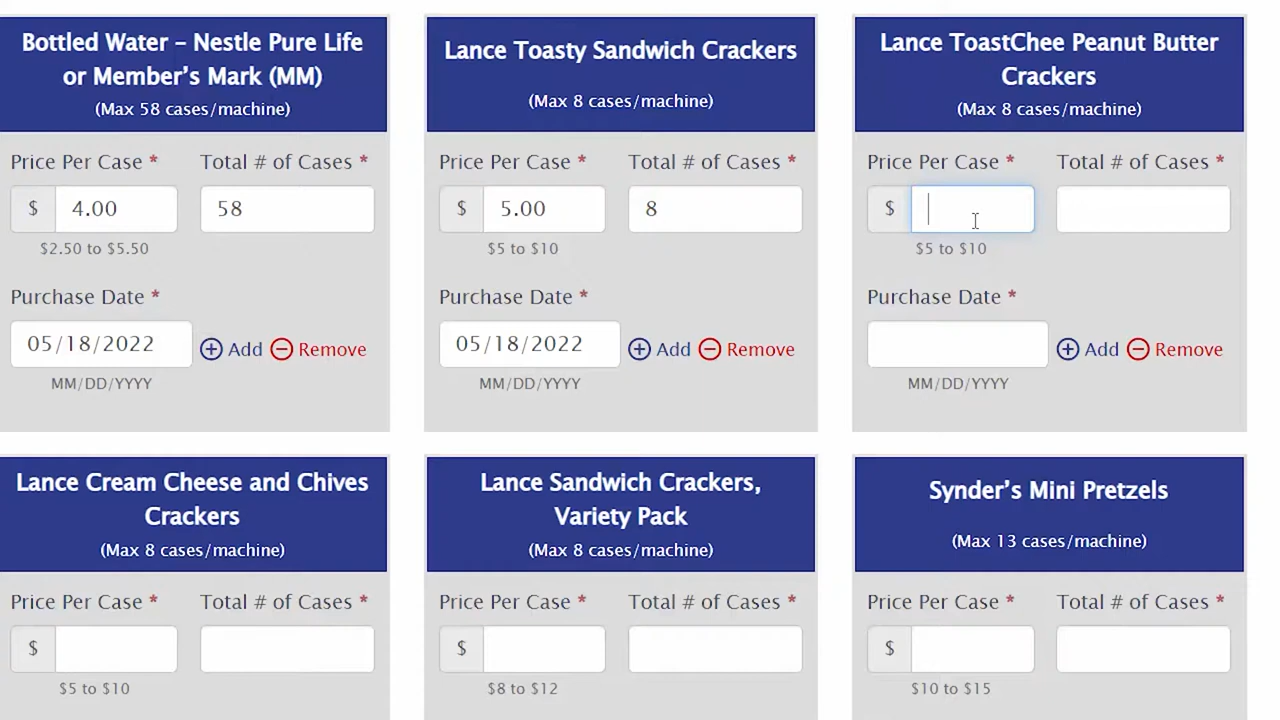 Bottled Water – Nestle Pure Life
or Member's Mark (MM)
(Max 58 cases/machine)
Price Per Case *
Total # of Cases *
$
4.00
58
$2.50 to $5.50
Purchase Date *
05/18/2022
Add
Remove
MM/DD/YYYY
Lance Toasty Sandwich Crackers
(Max 8 cases/machine)
Price Per Case *
Total # of Cases *
$
5.00
8
$5 to $10
Purchase Date *
05/18/2022
Add
Remove
MM/DD/YYYY
Lance ToastChee Peanut Butter
Crackers
(Max 8 cases/machine)
Price Per Case *
Total # of Cases *
$
$5 to $10
Purchase Date *
Add
Remove
MM/DD/YYYY
Lance Cream Cheese and Chives
Crackers
(Max 8 cases/machine)
Price Per Case *
Total # of Cases *
$
$5 to $10
Lance Sandwich Crackers,
Variety Pack
(Max 8 cases/machine)
Price Per Case *
Total # of Cases *
$
$8 to $12
Synder's Mini Pretzels
(Max 13 cases/machine)
Price Per Case *
Total # of Cases *
$
$10 to $15